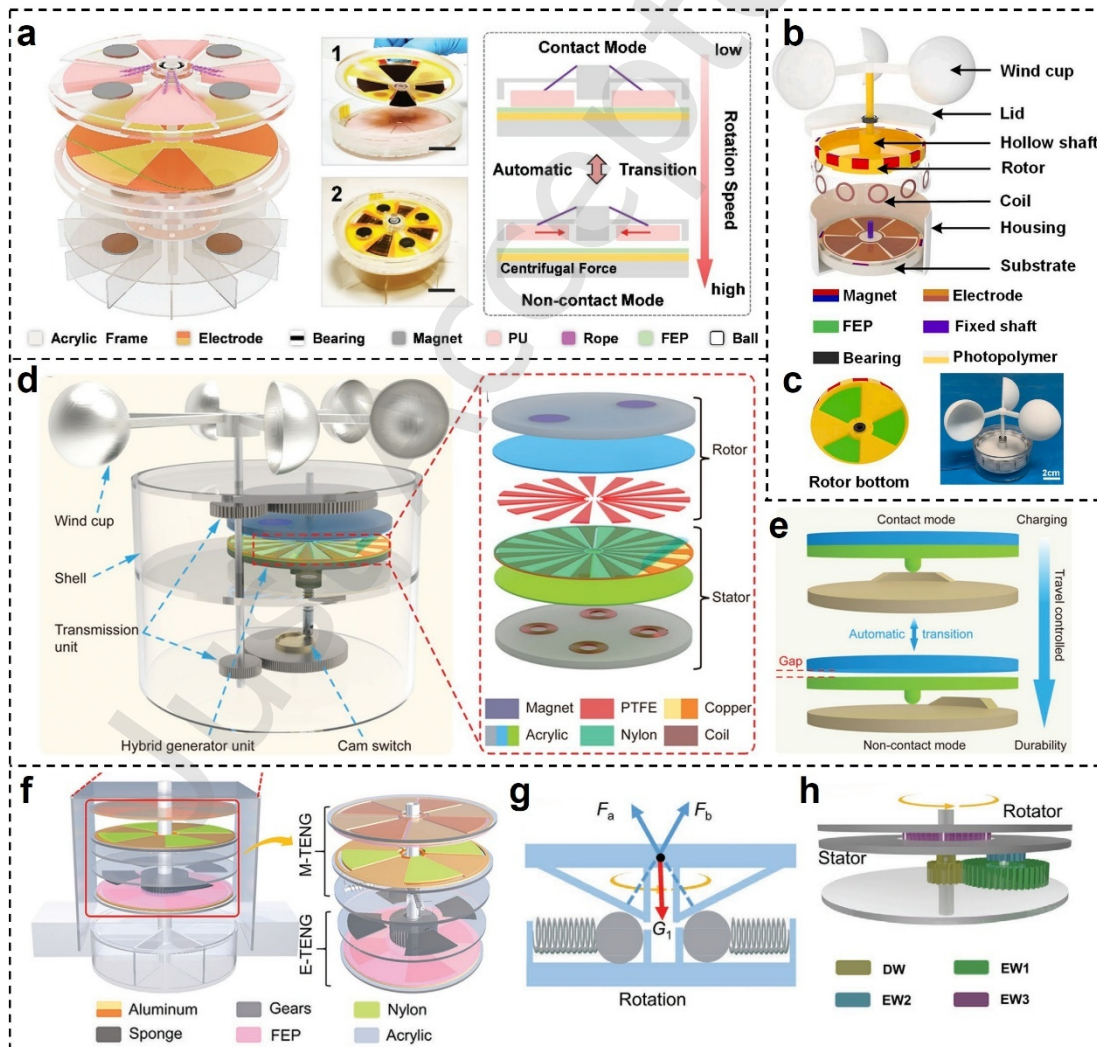 a
1
2
Contact Mode
low
Automatic
Transition
Rotation Speed
Centrifugal Force
Non-contact Mode
high
Acrylic Frame
Electrode
Bearing
Magnet
PU
Rope
FEP
Ball
b
Wind cup
Lid
Hollow shaft
Rotor
Coil
Housing
Substrate
Magnet
Electrode
FEP
Fixed shaft
Bearing
Photopolymer
c
Rotor bottom
2cm
d
Wind cup
Shell
Transmission
unit
Hybrid generator unit
Cam switch
Rotor
Stator
Magnet
PTFE
Copper
Acrylic
Nylon
Coil
e
Contact mode
Charging
Automatic
transition
Travel controlled
Gap
Non-contact mode
Durability
f
M-TENG
E-TENG
Aluminum
Gears
Nylon
Sponge
FEP
Acrylic
g
Fa
Fb
G1
Rotation
h
Rotator
Stator
DW
EW1
EW2
EW3